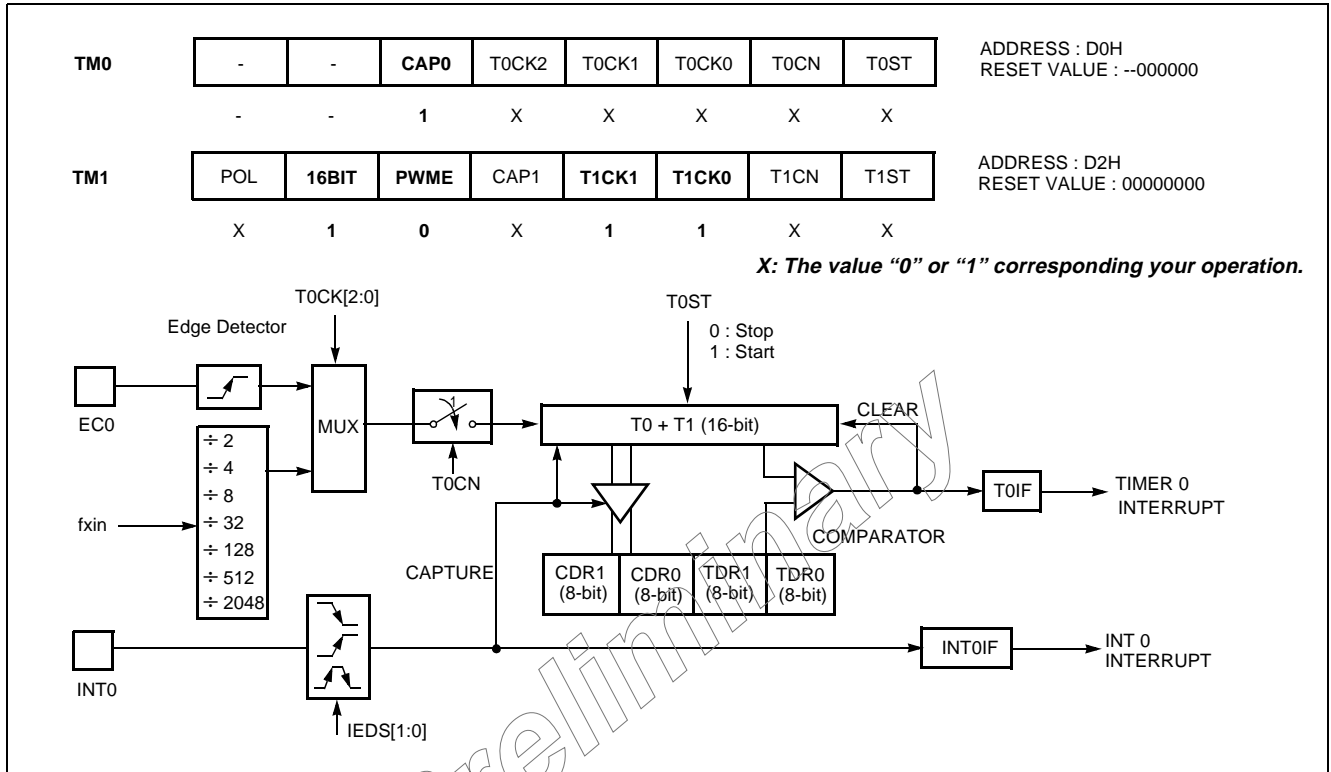 TM0 - - CAP0 T0CK2 T0CK1 T0CK0 T0CN T0ST ADDRESS : D0H
RESET VALUE : --000000
- - 1 X X X X X
TM1 POL 16BIT PWME CAP1 T1CK1 T1CK0 T1CN T1ST ADDRESS : D2H
RESET VALUE : 00000000
X 1 0 X 1 1 X X
X: The value “0” or “1” corresponding your operation.
T0CK[2:0]
T0ST
Edge Detector
0 : Stop
1 : Start
EC0
MUX
1
T0CN
T0 + T1 (16-bit)
CLEAR
fxin
÷ 2
÷ 4
÷ 8
÷ 32
÷ 128
÷ 512
÷ 2048
COMPARATOR
T0IF
TIMER 0
INTERRUPT
CAPTURE
CDR1
(8-bit)
CDR0
(8-bit)
TDR1
(8-bit)
TDR0
(8-bit)
INT0
INT0IF
INT 0
INTERRUPT
IEDS[1:0]
Preliminary